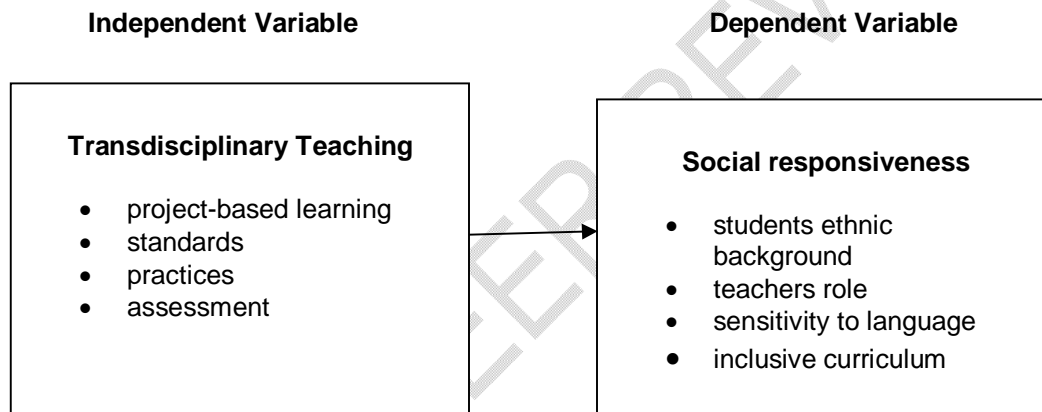 Independent Variable
Dependent Variable
Transdisciplinary Teaching
• project-based learning
• standards
• practices
• assessment
Social responsiveness
• students ethnic
background
• teachers role
• sensitivity to language
• inclusive curriculum